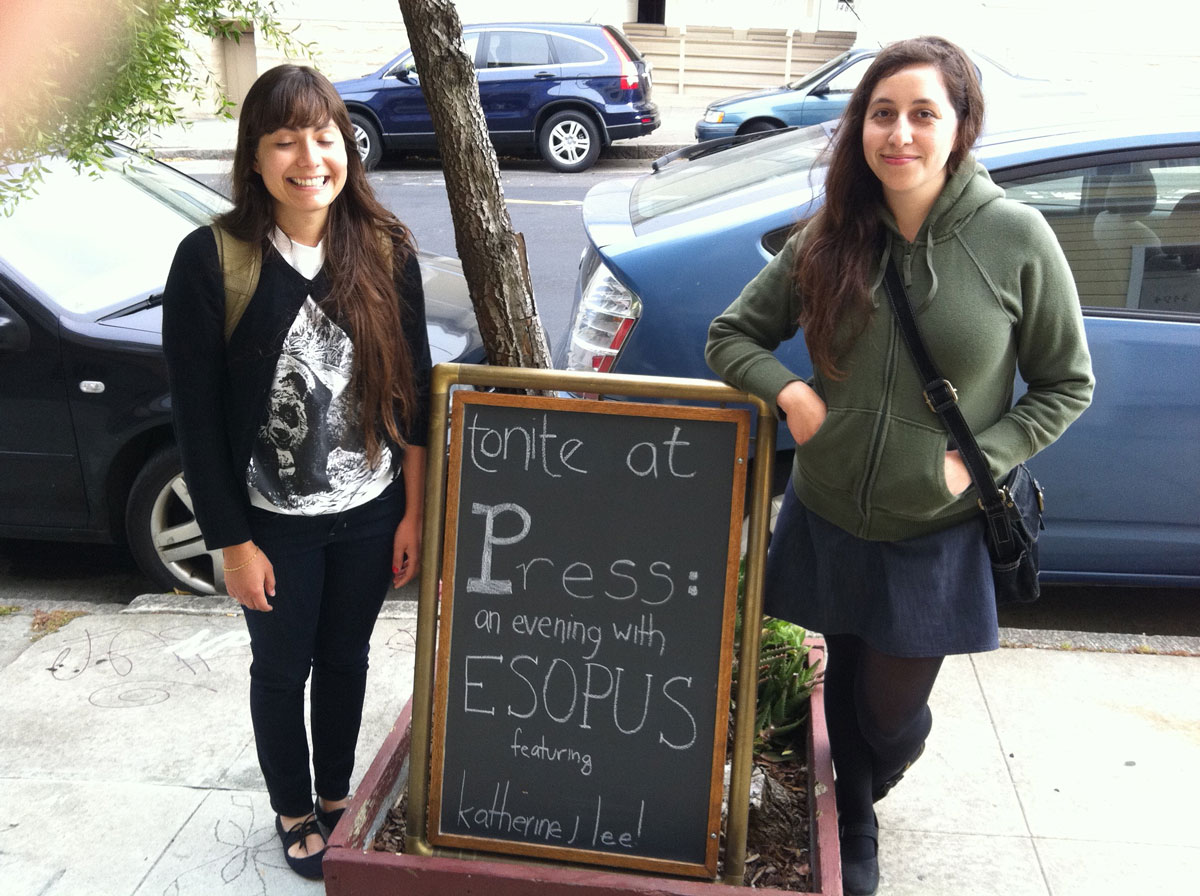 tonite at
Press:
an evening with
ESOPUS
featuring
katherine j lee!